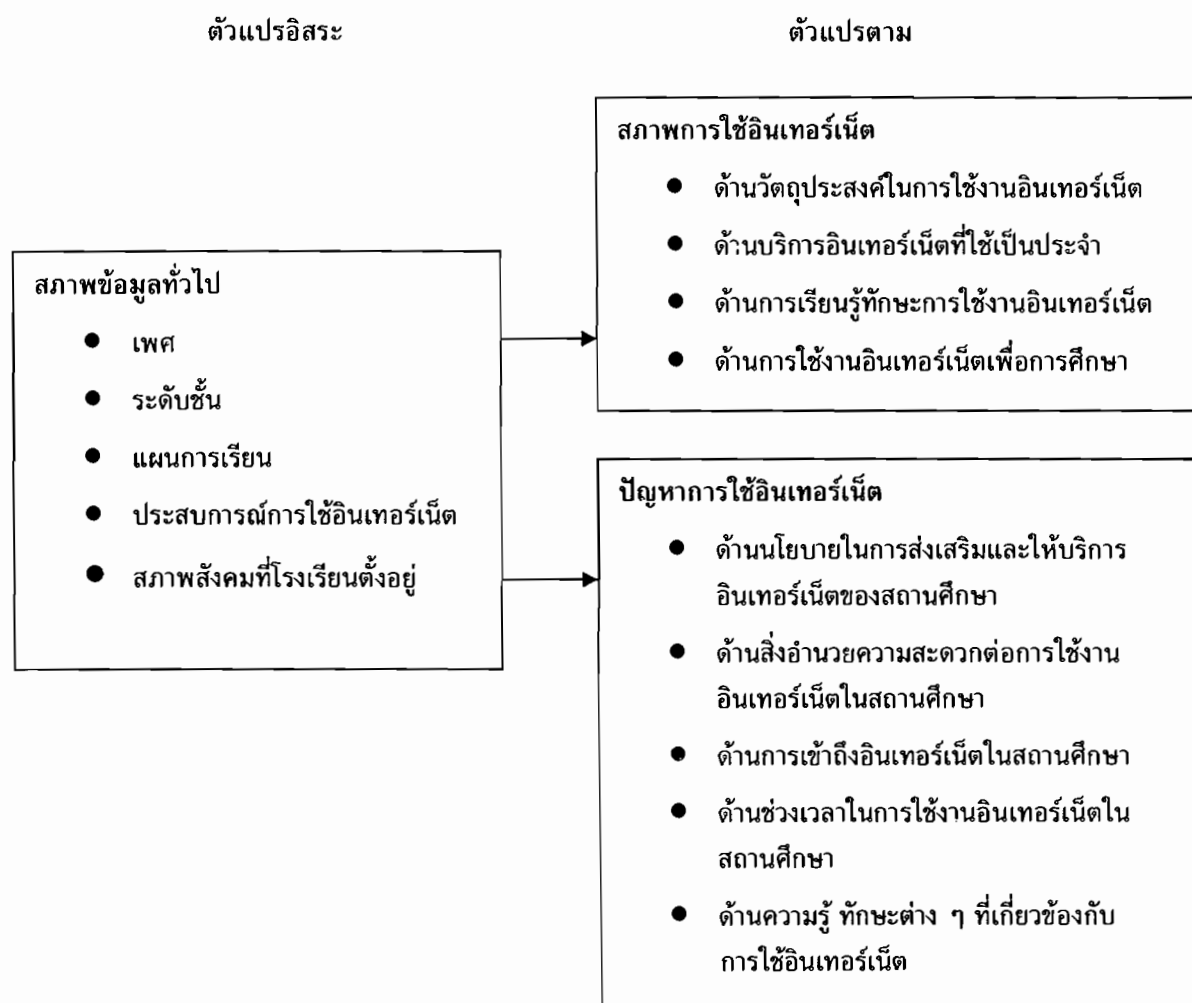 ตัวแปรอิสระ
ตัวแปรตาม
สภาพข้อมูลทั่วไป
● เพศ
● ระดับชั้น
● แผนการเรียน
● ประสบการณ์การใช้อินเทอร์เน็ต
● สภาพสังคมที่โรงเรียนตั้งอยู่
สภาพการใช้อินเทอร์เน็ต
● ด้านวัตถุประสงค์ในการใช้งานอินเทอร์เน็ต
● ด้านบริการอินเทอร์เน็ตที่ใช้เป็นประจำ
● ด้านการเรียนรู้ทักษะการใช้งานอินเทอร์เน็ต
● ด้านการใช้งานอินเทอร์เน็ตเพื่อการศึกษา
ปัญหาการใช้อินเทอร์เน็ต
● ด้านนโยบายในการส่งเสริมและให้บริการ
อินเทอร์เน็ตของสถานศึกษา
● ด้านสิ่งอำนวยความสะดวกต่อการใช้งาน
อินเทอร์เน็ตในสถานศึกษา
● ด้านการเข้าถึงอินเทอร์เน็ตในสถานศึกษา
● ด้านช่วงเวลาในการใช้งานอินเทอร์เน็ตใน
สถานศึกษา
● ด้านความรู้ ทักษะต่าง ๆ ที่เกี่ยวข้องกับ
การใช้อินเทอร์เน็ต